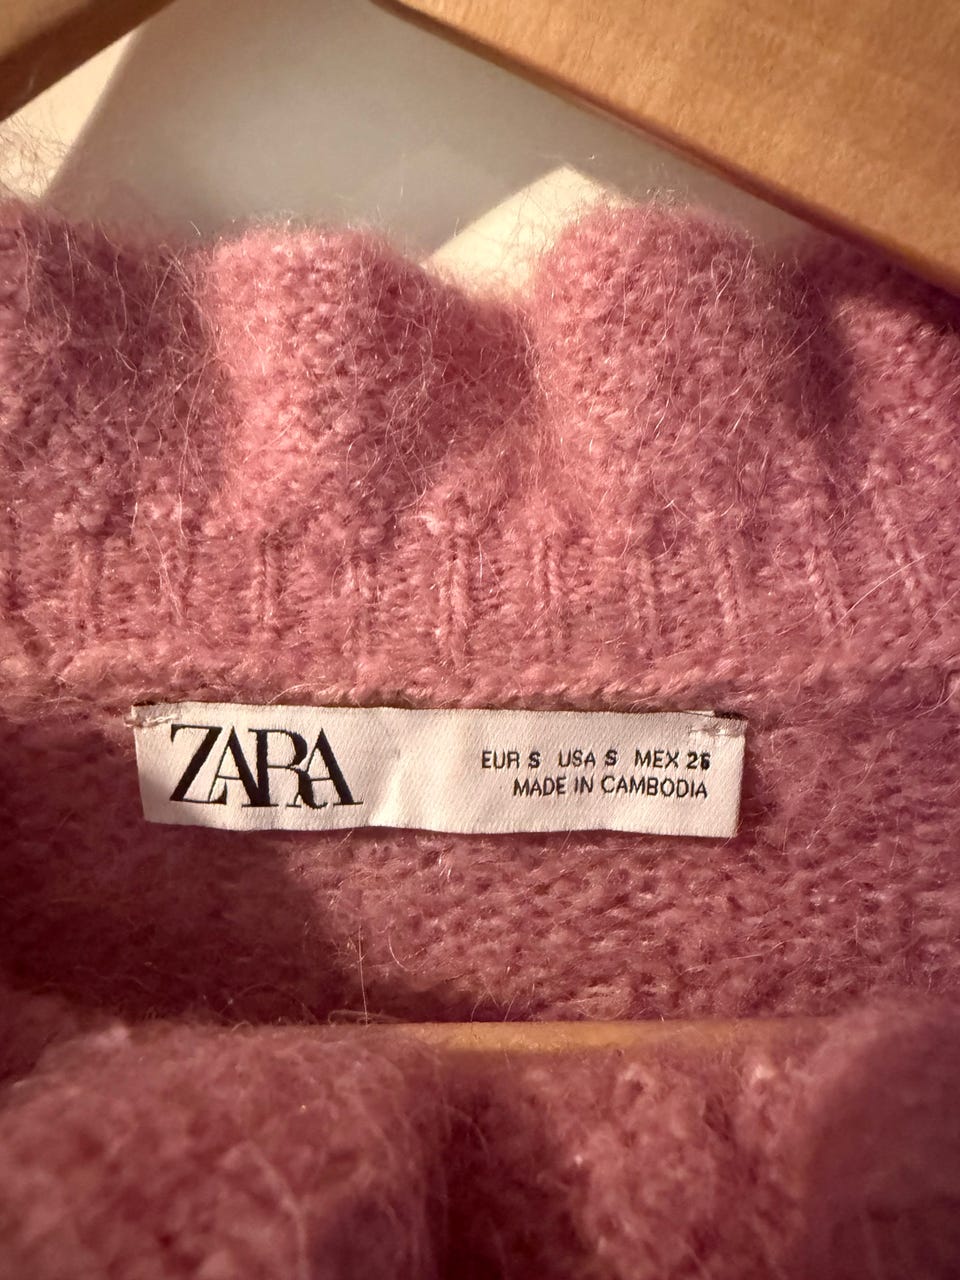 ZARA
EUR S USA S MEX 26
MADE IN CAMBODIA